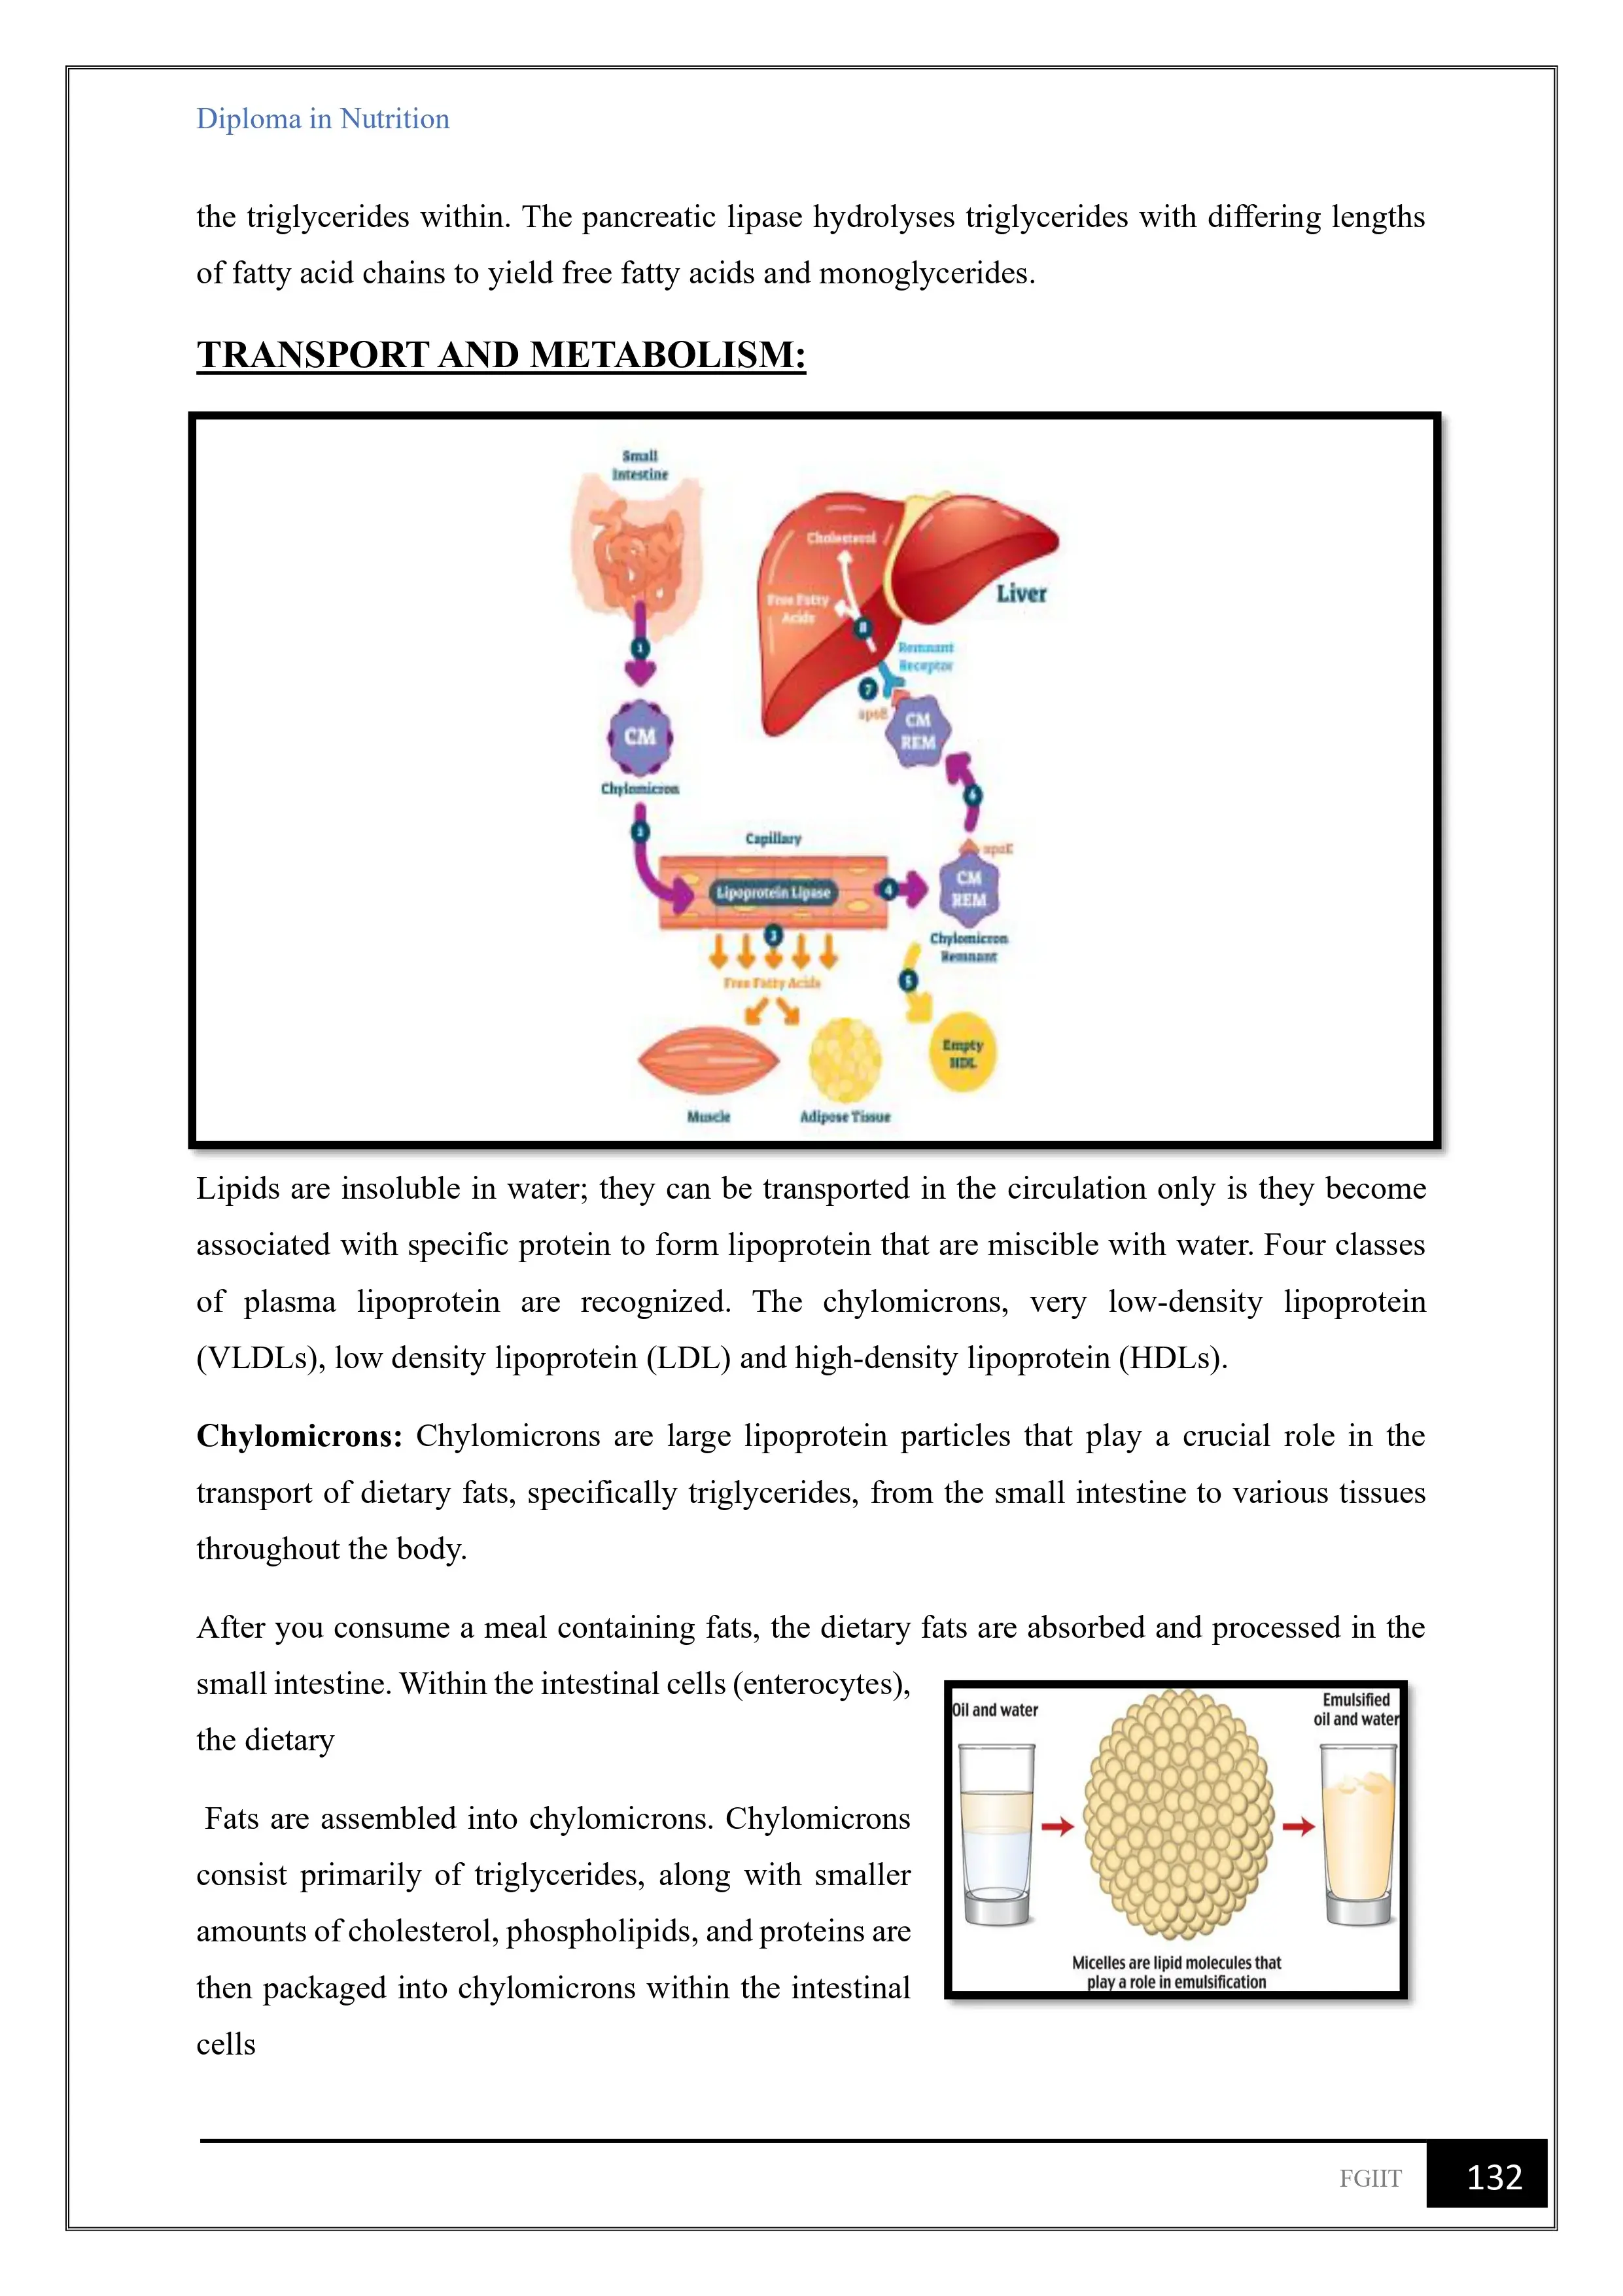 Diploma in Nutrition
the triglycerides within. The pancreatic lipase hydrolyses triglycerides with differing lengths
of fatty acid chains to yield free fatty acids and monoglycerides.
TRANSPORT AND METABOLISM:
Small
Intestine
Cholesterol
Liver
Free Fatty
Acids
8
Remnant
Receptor
1
7
apoE
CM
REM
CM
Chylomicron
6
2
Capillary
apoE
Lipoprotein Lipase
4
CM
REM
3
Chylomicron
Remnant
Free Fatty Acids
5
Empty
HDL
Muscle
Adipose Tissue
Lipids are insoluble in water; they can be transported in the circulation only is they become
associated with specific protein to form lipoprotein that are miscible with water. Four classes
of plasma lipoprotein are recognized. The chylomicrons, very low-density lipoprotein
(VLDLs), low density lipoprotein (LDL) and high-density lipoprotein (HDLs).
Chylomicrons: Chylomicrons are large lipoprotein particles that play a crucial role in the
transport of dietary fats, specifically triglycerides, from the small intestine to various tissues
throughout the body.
After you consume a meal containing fats, the dietary fats are absorbed and processed in the
small intestine. Within the intestinal cells (enterocytes),
the dietary
Fats are assembled into chylomicrons. Chylomicrons
consist primarily of triglycerides, along with smaller
amounts of cholesterol, phospholipids, and proteins are
then packaged into chylomicrons within the intestinal
cells
Oil and water
Emulsified
oil and water
Micelles are lipid molecules that
play a role in emulsification
FGIIT
132